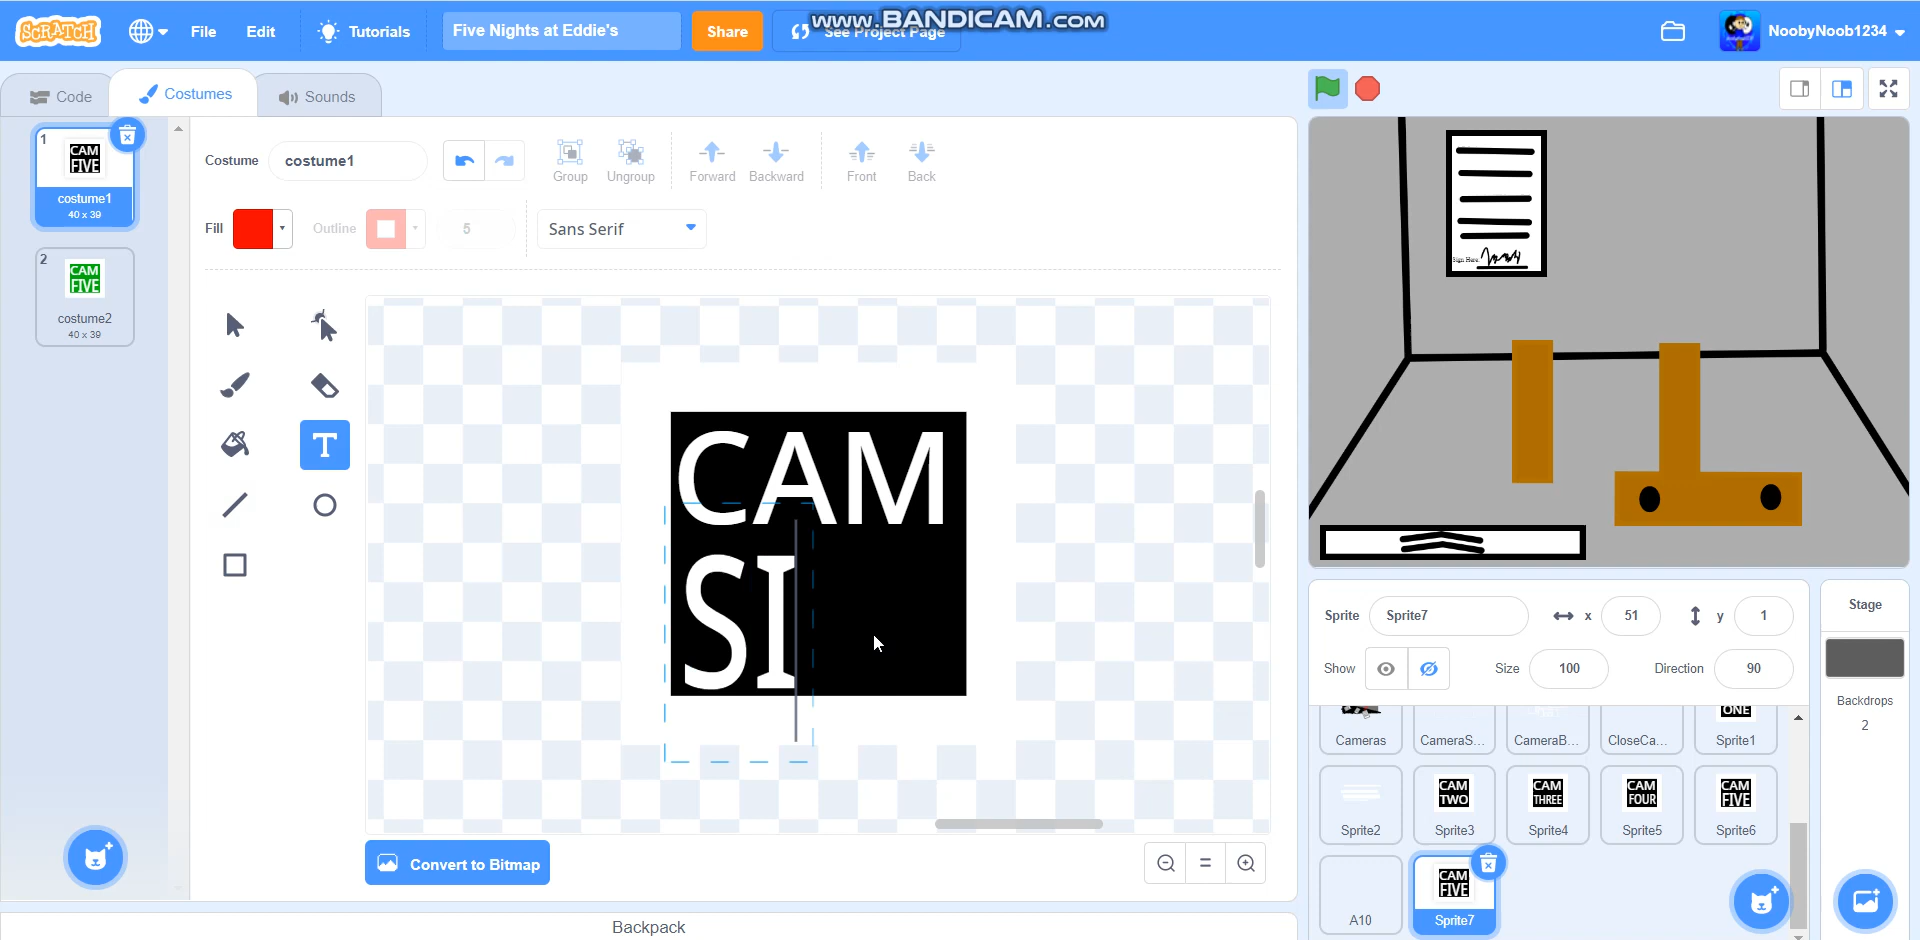 www.BANDICAM.com
SCRATCH
File
Edit
Tutorials
Five Nights at Eddie's
Share
See Project Page
NoobyNoob1234
Code
Costumes
Sounds
1
CAM
FIVE
costume1
40 x 39
2
CAM
FIVE
costume2
40 x 39
Costume
costume1
Group
Ungroup
Forward
Backward
Front
Back
Fill
Outline
5
Sans Serif
T
CAM
SI
Convert to Bitmap
Backpack
Sign Here:
Sprite
Sprite7
x
51
y
1
Show
Size
100
Direction
90
Stage
Backdrops
2
Cameras
CameraS...
CameraB...
CloseCa...
ONE
Sprite1
Sprite2
CAM
TWO
Sprite3
CAM
THREE
Sprite4
CAM
FOUR
Sprite5
CAM
FIVE
Sprite6
A10
CAM
FIVE
Sprite7